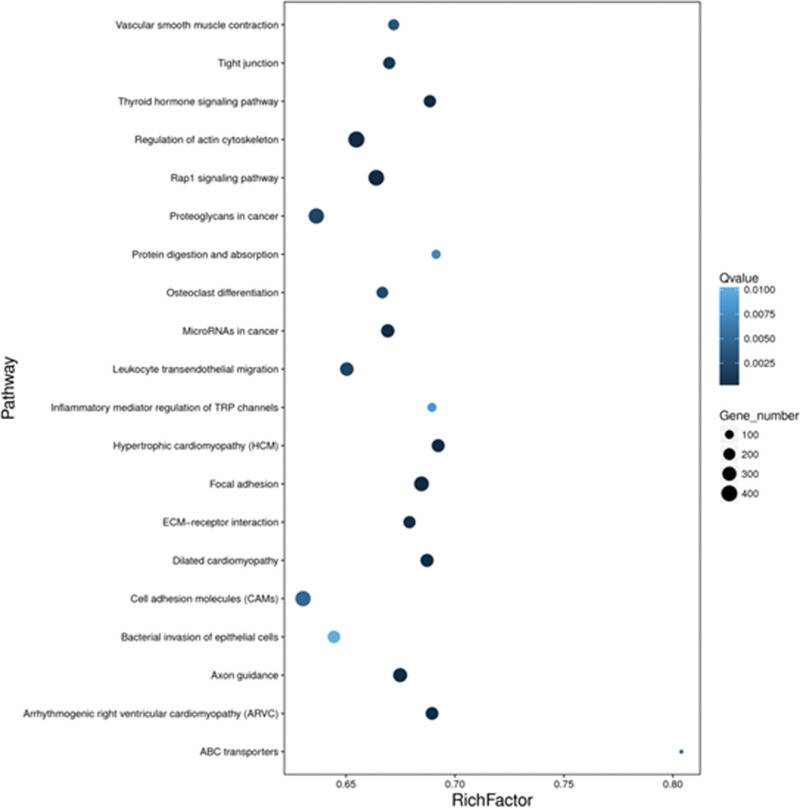 Vascular smooth muscle contraction
Tight junction
Thyroid hormone signaling pathway
Regulation of actin cytoskeleton
Rap1 signaling pathway
Proteoglycans in cancer
Protein digestion and absorption
Osteoclast differentiation
MicroRNAs in cancer
Leukocyte transendothelial migration
Inflammatory mediator regulation of TRP channels
Hypertrophic cardiomyopathy (HCM)
Focal adhesion
ECM−receptor interaction
Dilated cardiomyopathy
Cell adhesion molecules (CAMs)
Bacterial invasion of epithelial cells
Axon guidance
Arrhythmogenic right ventricular cardiomyopathy (ARVC)
ABC transporters
Pathway
0.65 0.70 0.75 0.80
RichFactor
Qvalue
0.0100
0.0075
0.0050
0.0025
Gene_number
100
200
300
400